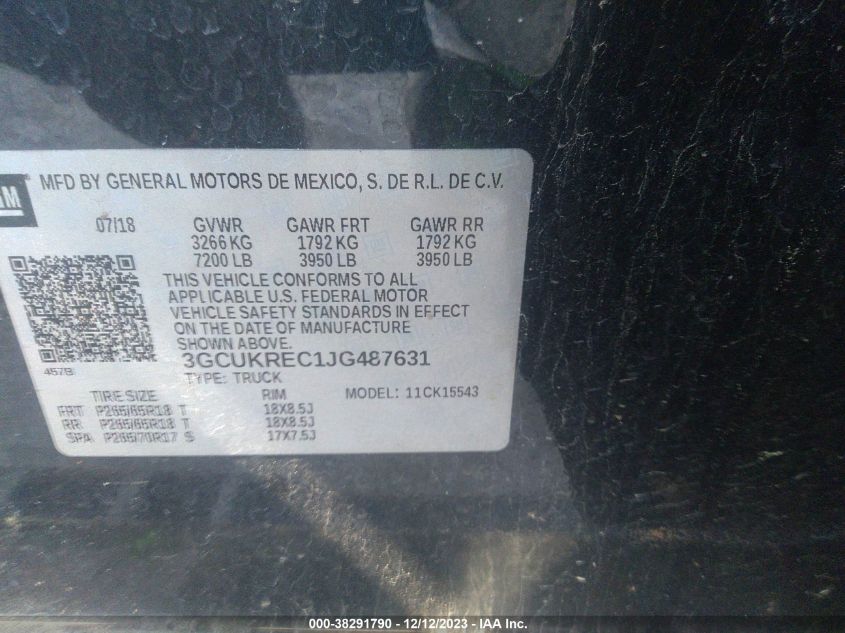 GM
MFD BY GENERAL MOTORS DE MEXICO, S. DE R.L. DE C.V.
07/18 GVWR GAWR FRT GAWR RR
3266 KG 1792 KG 1792 KG
7200 LB 3950 LB 3950 LB
THIS VEHICLE CONFORMS TO ALL
APPLICABLE U.S. FEDERAL MOTOR
VEHICLE SAFETY STANDARDS IN EFFECT
ON THE DATE OF MANUFACTURE
SHOWN ABOVE.
3GCUKREC1JG487631
457B TYPE: TRUCK
TIRE SIZE RIM MODEL: 11CK15543
FRT P265/65R18 T 18X8.5J
RR P265/65R18 T 18X8.5J
SPA P265/70R17 S 17X7.5J
000-38291790 - 12/12/2023 - IAA Inc.